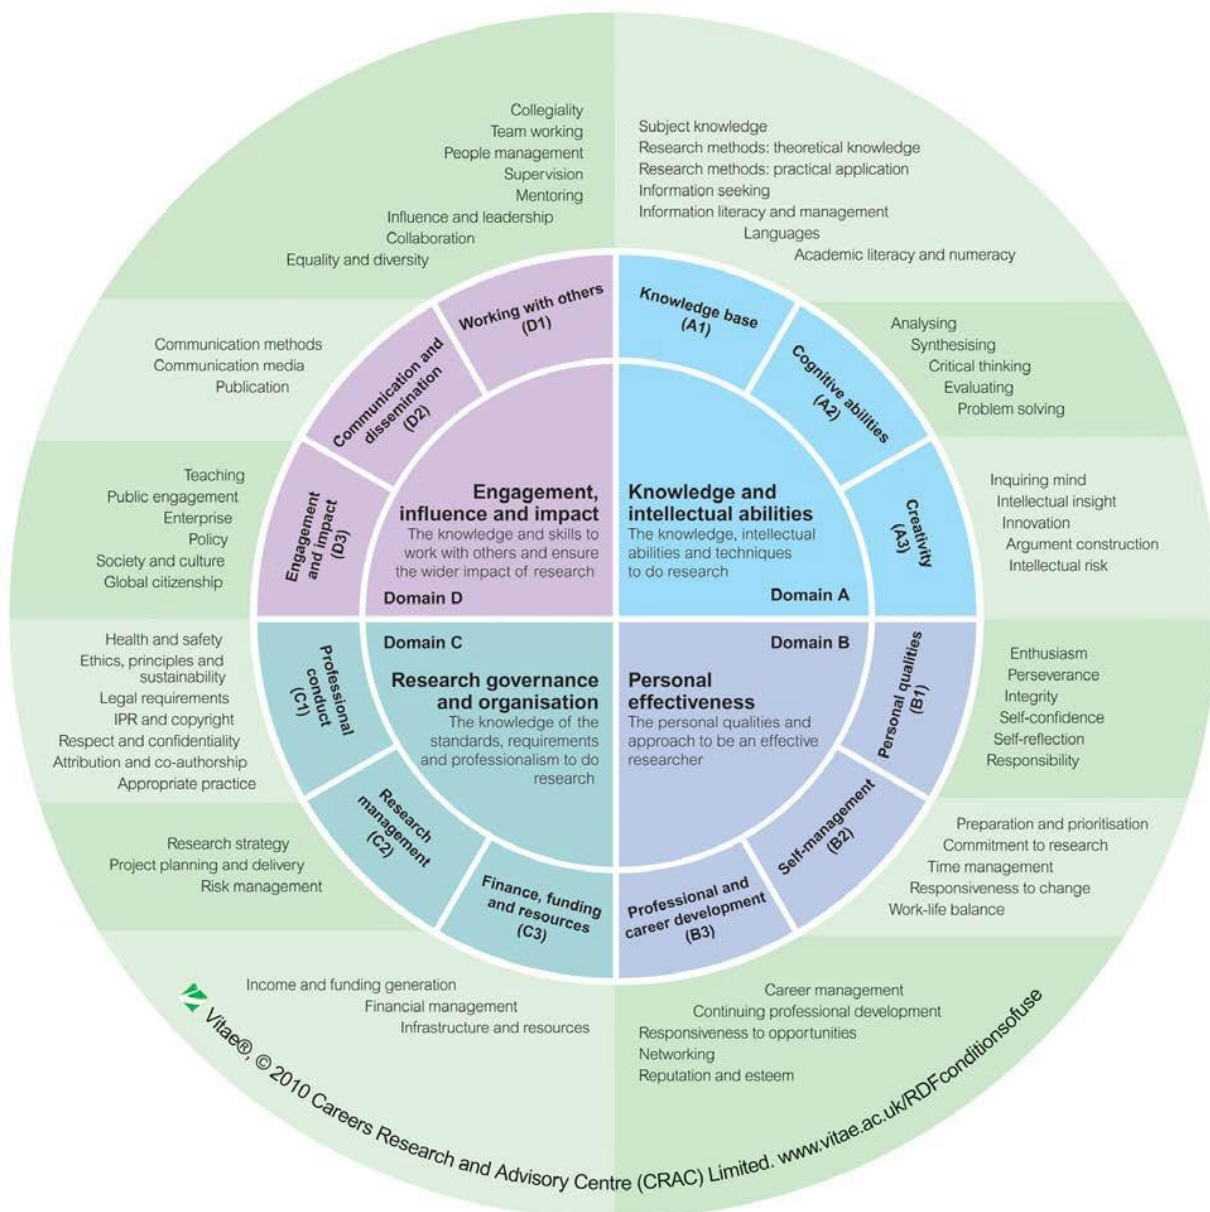 Collegiality
Team working
People management
Supervision
Mentoring
Influence and leadership
Collaboration
Equality and diversity
Subject knowledge
Research methods: theoretical knowledge
Research methods: practical application
Information seeking
Information literacy and management
Languages
Academic literacy and numeracy
Working with others
(D1)
Knowledge base
(A1)
Communication methods
Communication media
Publication
Communication and
dissemination
(D2)
Cognitive abilities
(A2)
Analysing
Synthesising
Critical thinking
Evaluating
Problem solving
Teaching
Public engagement
Enterprise
Policy
Society and culture
Global citizenship
Engagement
and impact
(D3)
Engagement,
influence and impact
The knowledge and skills to
work with others and ensure
the wider impact of research
Domain D
Knowledge and
intellectual abilities
The knowledge, intellectual
abilities and techniques
to do research
Domain A
Creativity
(A3)
Inquiring mind
Intellectual insight
Innovation
Argument construction
Intellectual risk
Health and safety
Ethics, principles and
sustainability
Legal requirements
IPR and copyright
Respect and confidentiality
Attribution and co-authorship
Appropriate practice
Professional
conduct
(C1)
Domain C
Research governance
and organisation
The knowledge of the
standards, requirements
and professionalism to do
research
Domain B
Personal
effectiveness
The personal qualities and
approach to be an effective
researcher
Personal qualities
(B1)
Enthusiasm
Perseverance
Integrity
Self-confidence
Self-reflection
Responsibility
Research strategy
Project planning and delivery
Risk management
Research
management
(C2)
Self-management
(B2)
Preparation and prioritisation
Commitment to research
Time management
Responsiveness to change
Work-life balance
Finance, funding
and resources
(C3)
Professional and
career development
(B3)
Income and funding generation
Financial management
Infrastructure and resources
Career management
Continuing professional development
Responsiveness to opportunities
Networking
Reputation and esteem
Vitae®, © 2010 Careers Research and Advisory Centre (CRAC) Limited. www.vitae.ac.uk/RDFconditionsofuse